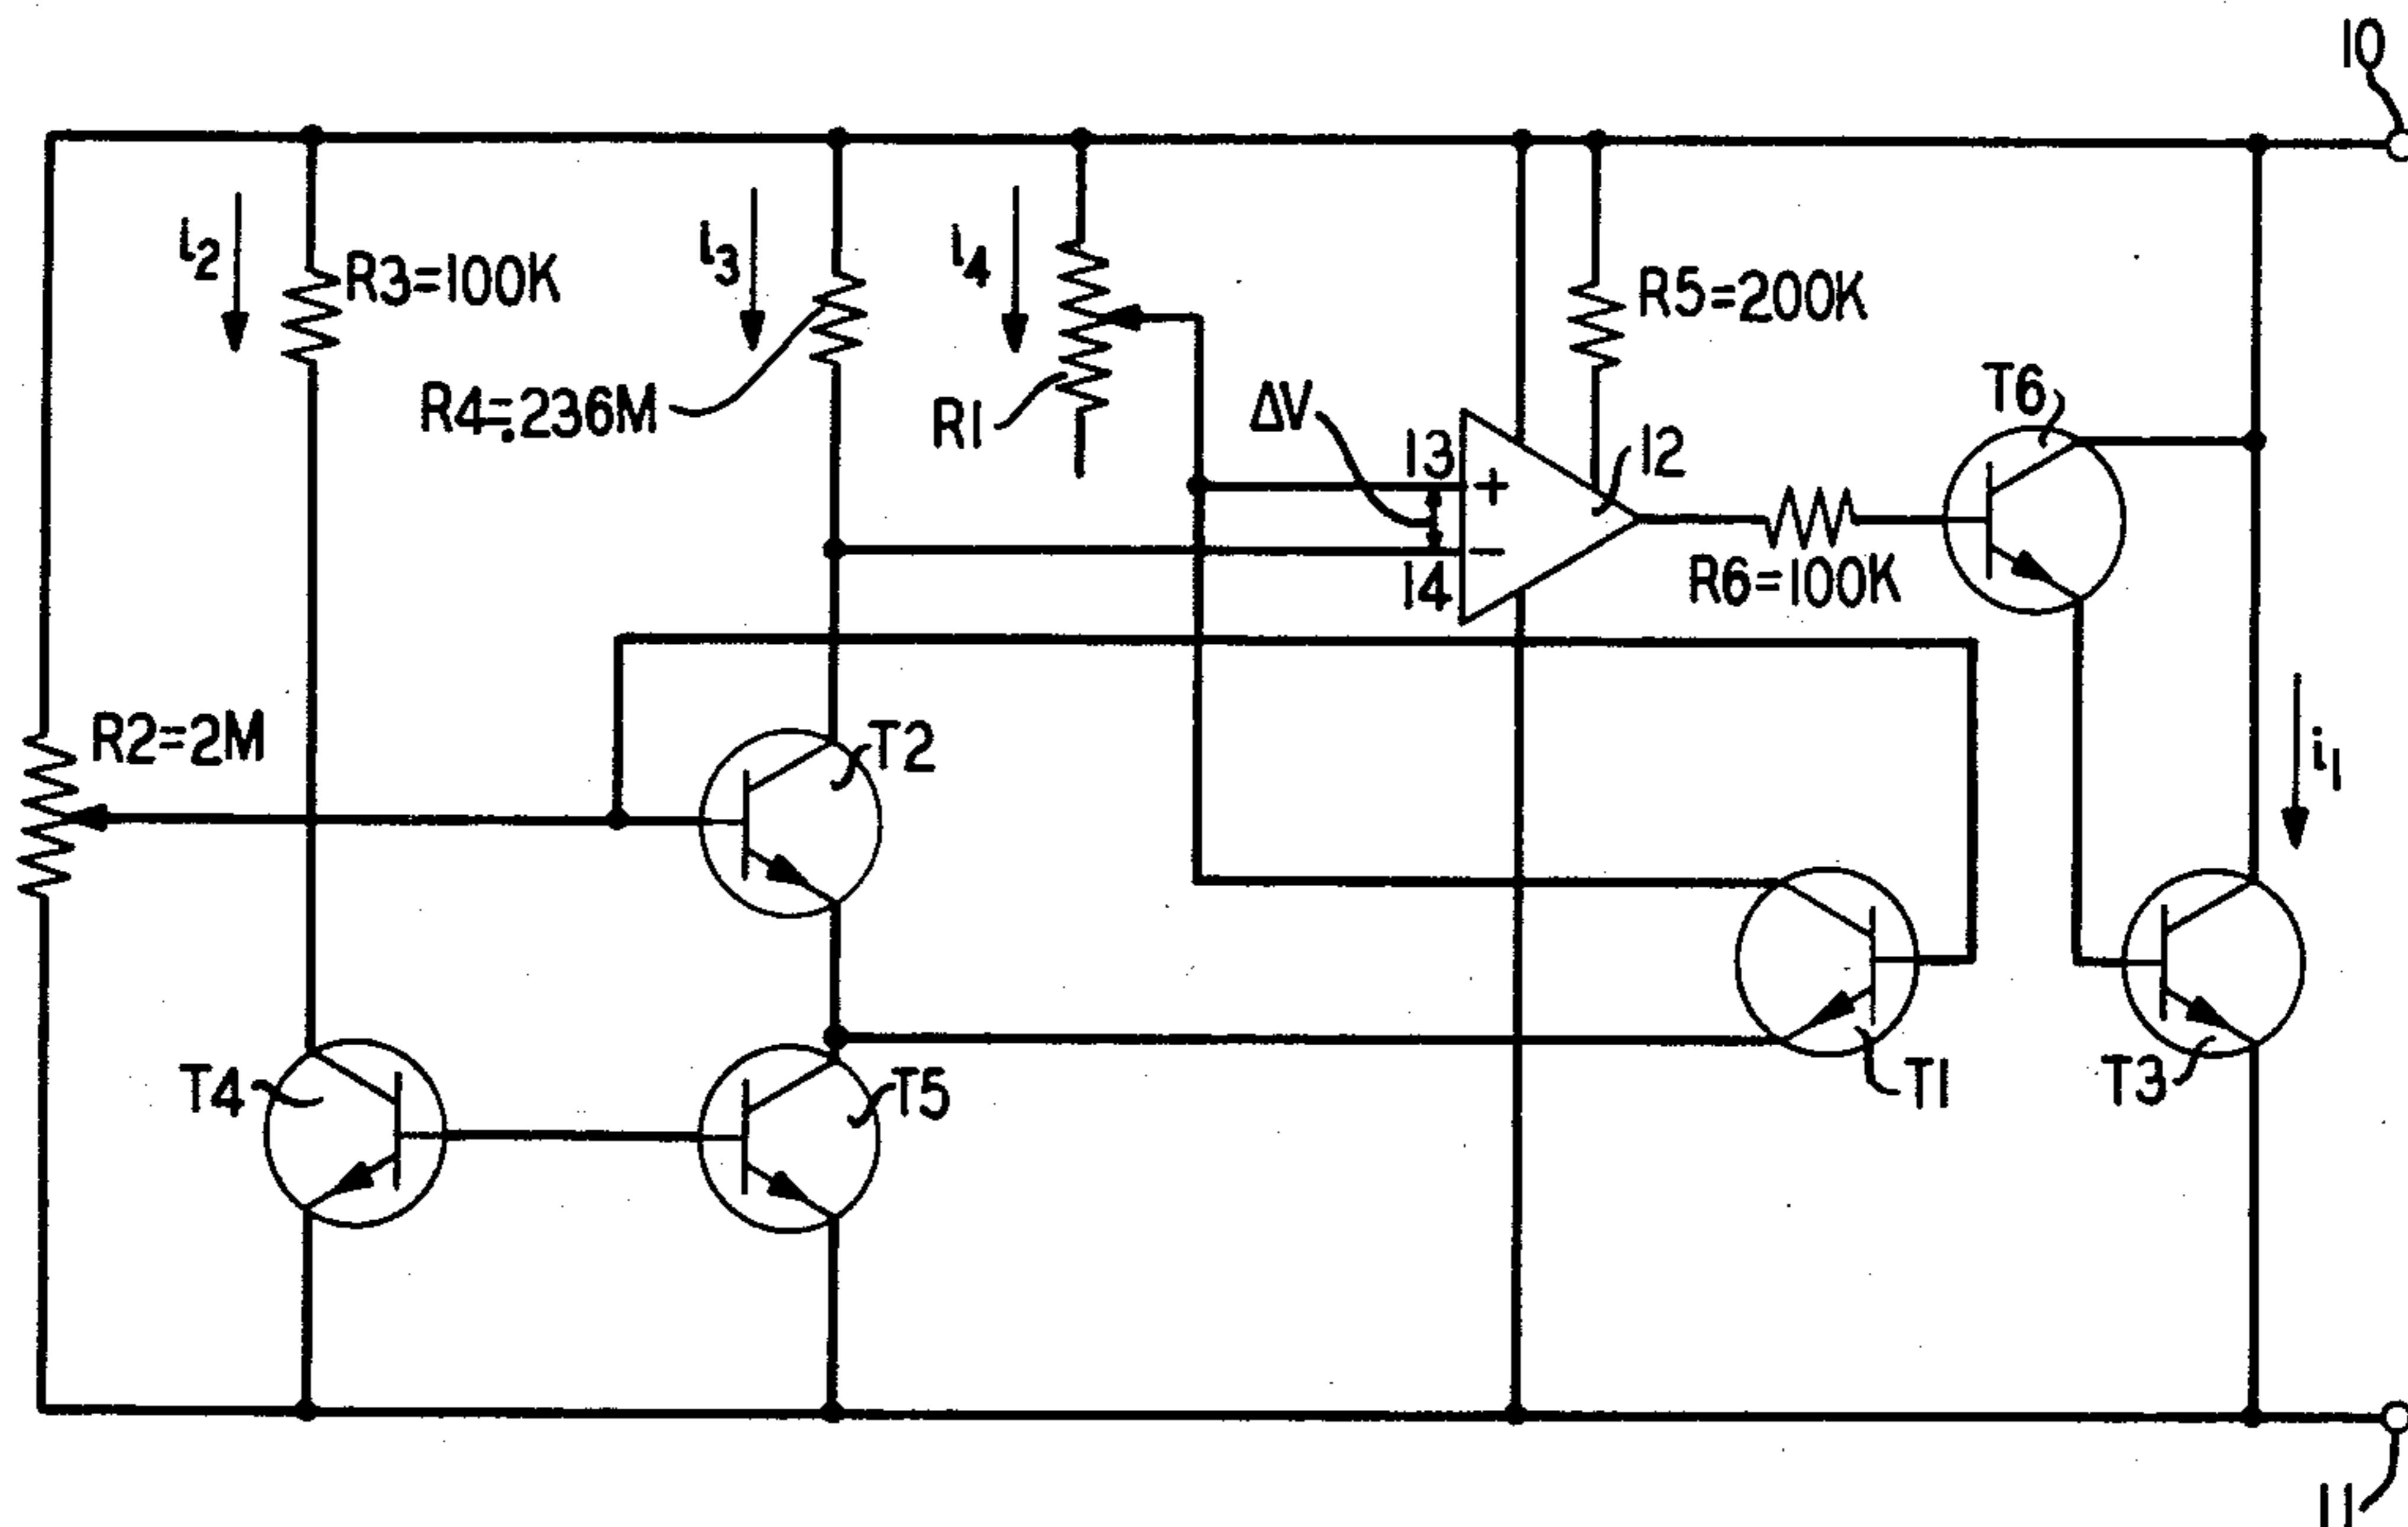 10
i2
R3=100K
i3
i4
R5=200K
R4=.236M
R1
ΔV
13
12
T6
14
R6=100K
R2=2M
T2
i1
T4
T5
T1
T3
11
+
−